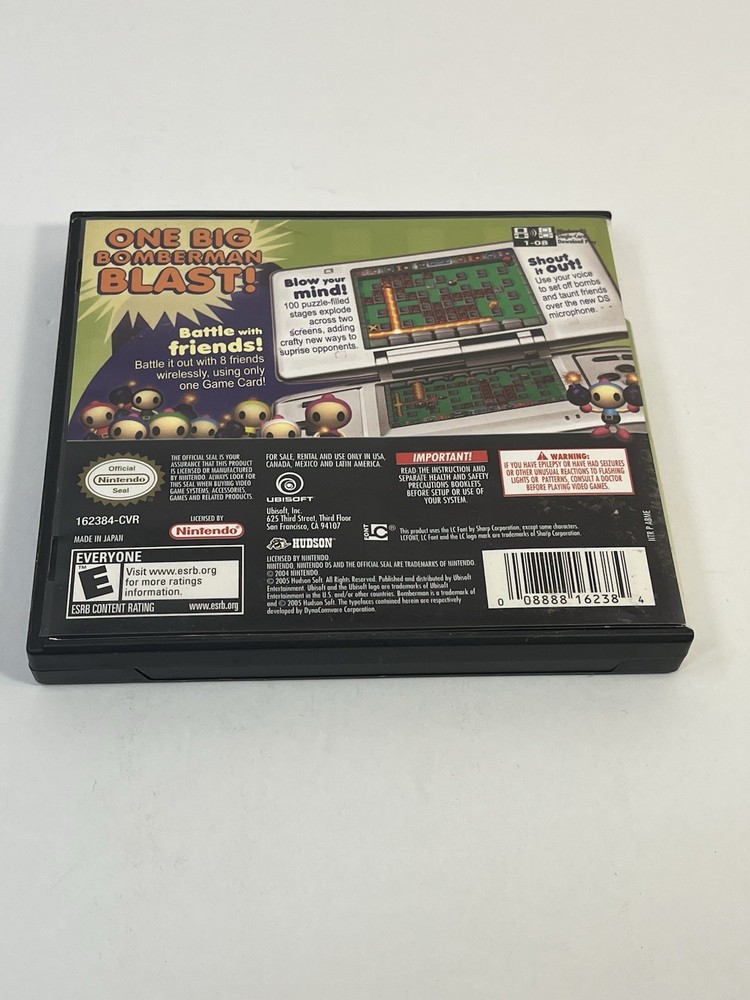 ONE BIG
BOMBERMAN
BLAST!
Battle with
friends!
Battle it out with 8 friends
wirelessly, using only
one Game Card!
Blow your
mind!
100 puzzle-filled
stages explode
across two
screens, adding
crafty new ways to
suprise opponents.
1-08
Single-Card
Download Play
Shout
it out!
Use your voice
to set off bombs
and taunt friends
over the new DS
microphone.
Official
Nintendo
Seal
THE OFFICIAL SEAL IS YOUR
ASSURANCE THAT THIS PRODUCT
IS LICENSED OR MANUFACTURED
BY NINTENDO. ALWAYS LOOK FOR
THIS SEAL WHEN BUYING VIDEO
GAME SYSTEMS, ACCESSORIES,
GAMES AND RELATED PRODUCTS.
162384-CVR
MADE IN JAPAN
LICENSED BY
Nintendo
EVERYONE
E
TM
Visit www.esrb.org
for more ratings
information.
ESRB CONTENT RATING www.esrb.org
FOR SALE, RENTAL AND USE ONLY IN USA,
CANADA, MEXICO AND LATIN AMERICA.
UBISOFT
Ubisoft, Inc.
625 Third Street, Third Floor
San Francisco, CA 94107
HUDSON
IMPORTANT!
READ THE INSTRUCTION AND
SEPARATE HEALTH AND SAFETY
PRECAUTIONS BOOKLETS
BEFORE SETUP OR USE OF
YOUR SYSTEM.
WARNING:
IF YOU HAVE EPILEPSY OR HAVE HAD SEIZURES
OR OTHER UNUSUAL REACTIONS TO FLASHING
LIGHTS OR PATTERNS, CONSULT A DOCTOR
BEFORE PLAYING VIDEO GAMES.
FONT
LC
®
This product uses the LC Font by Sharp Corporation, except some characters.
LCFONT, LC Font and the LC logo mark are trademarks of Sharp Corporation.
LICENSED BY NINTENDO
NINTENDO, NINTENDO DS AND THE OFFICIAL SEAL ARE TRADEMARKS OF NINTENDO.
© 2004 NINTENDO
© 2005 Hudson Soft. All Rights Reserved. Published and distributed by Ubisoft
Entertainment. Ubisoft and the Ubisoft logo are trademarks of Ubisoft
Entertainment in the U.S. and/or other countries. Bomberman is a trademark of
and © 2005 Hudson Soft. The typefaces contained herein are respectively
developed by DynaComware Corporation.
NTR P ABME
0 08888 16238 4